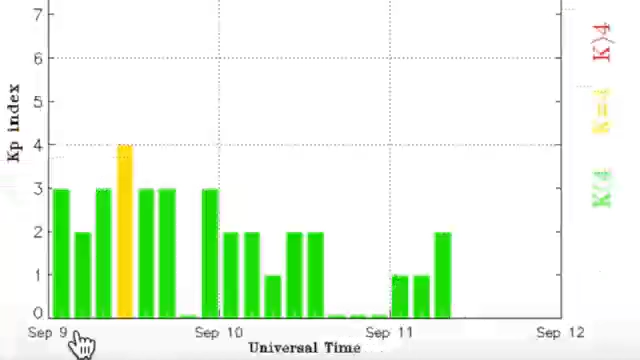 7
6
5
4
3
2
1
0
Kp index
Sep 9
Sep 10
Sep 11
Sep 12
Universal Time
K>4
K=4
K<4